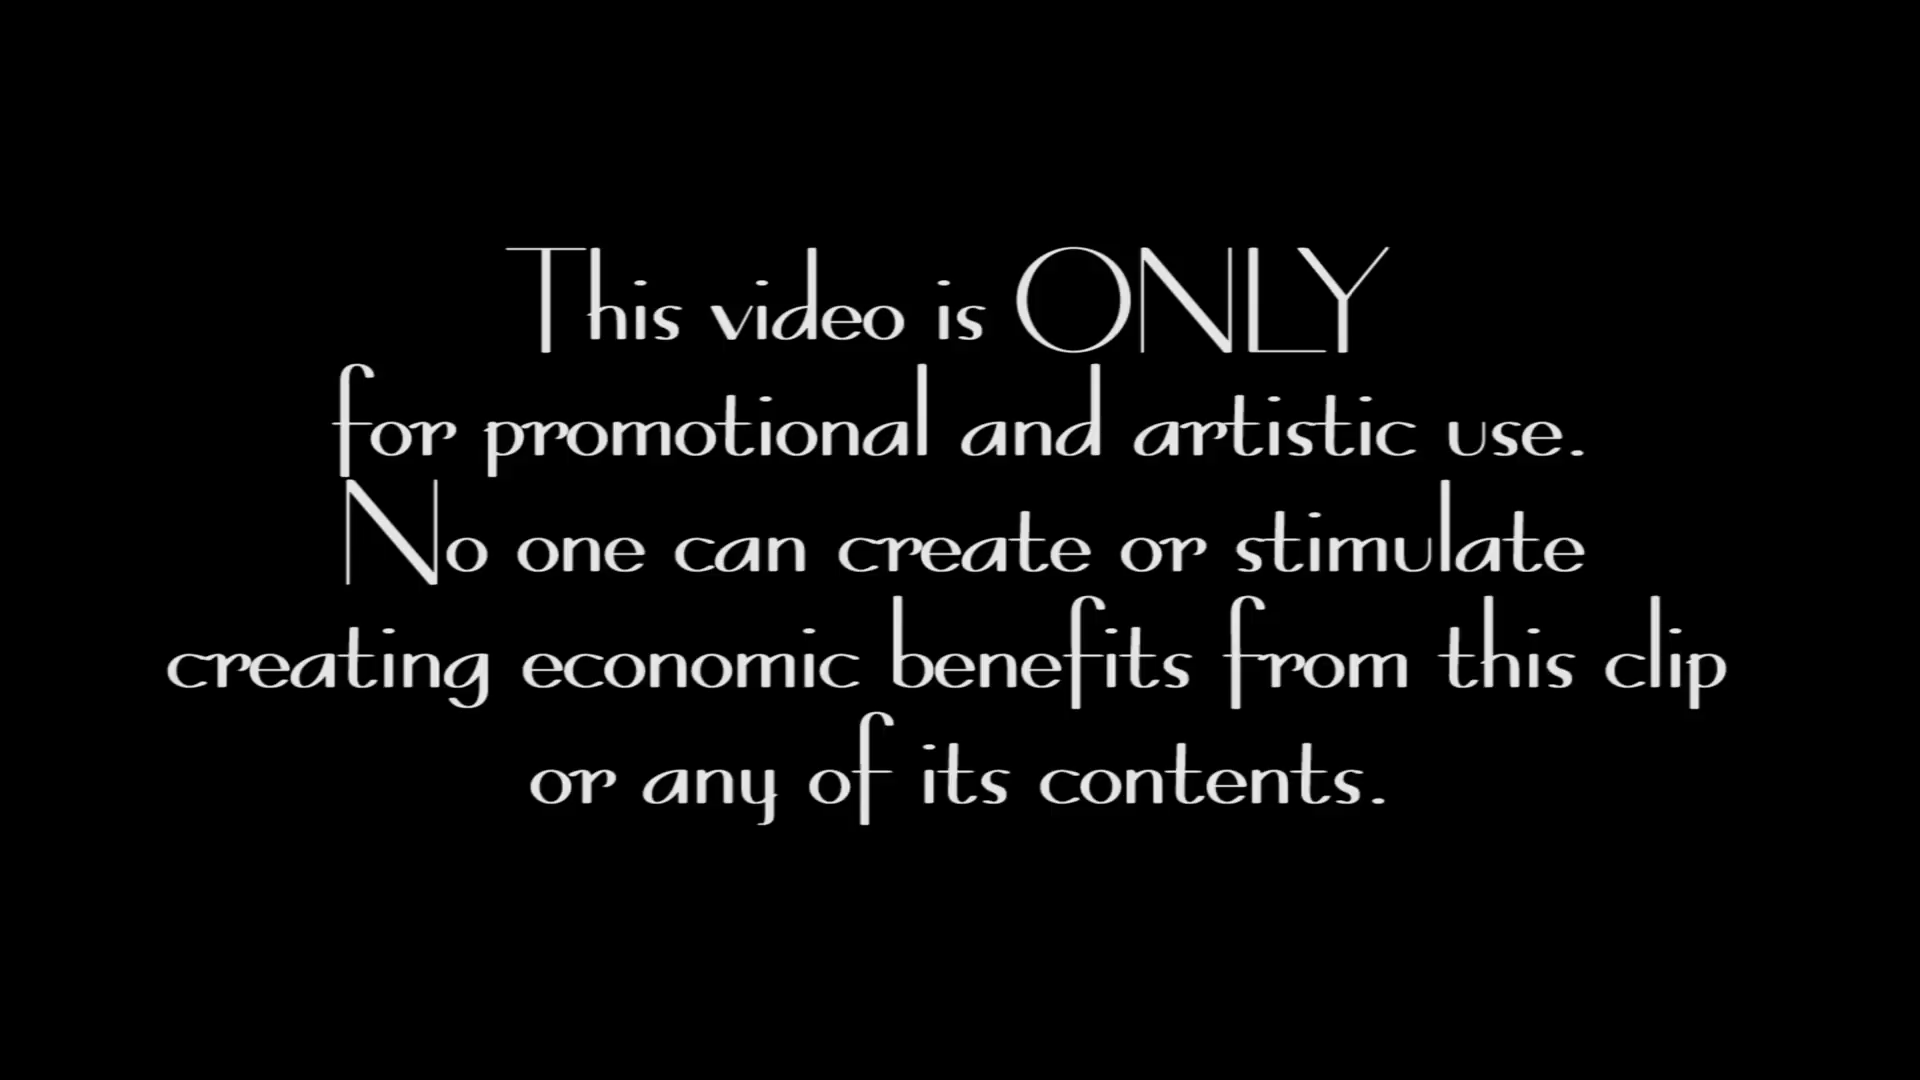 This video is ONLY
for promotional and artistic use.
No one can create or stimulate
creating economic benefits from this clip
or any of its contents.